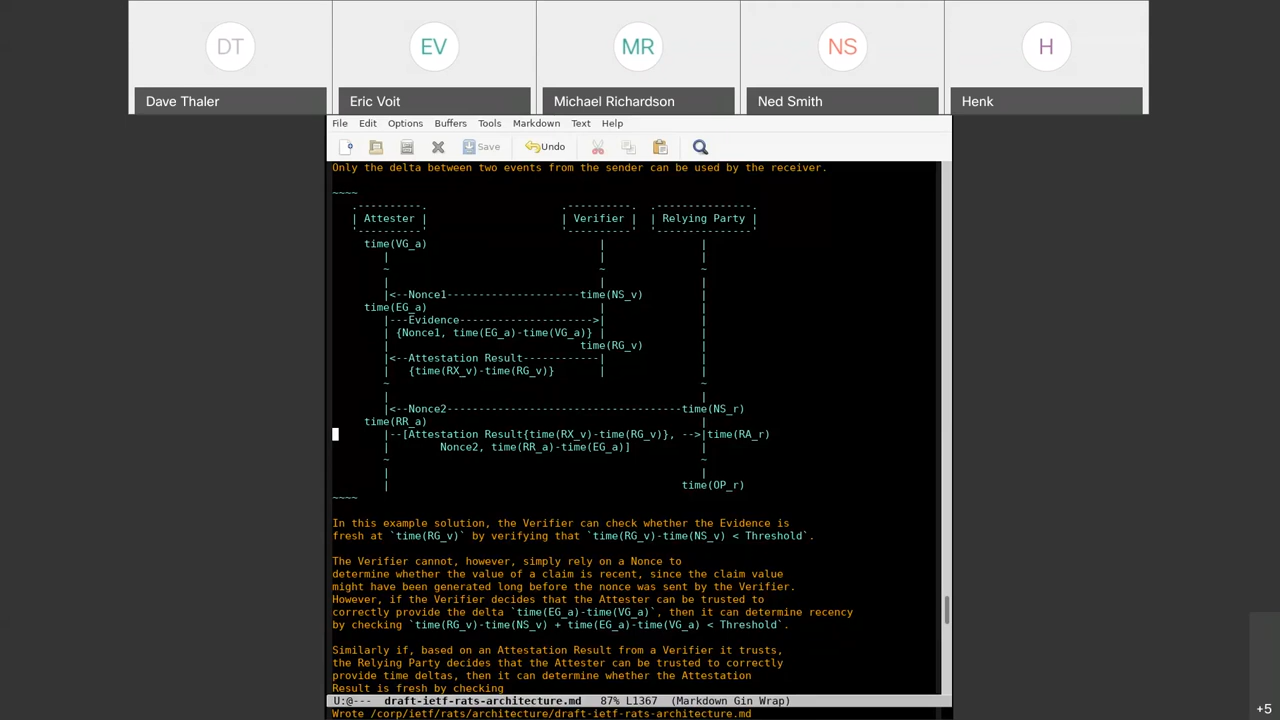 DT
EV
MR
NS
H
Dave Thaler
Eric Voit
Michael Richardson
Ned Smith
Henk
File Edit Options Buffers Tools Markdown Text Help
Save Undo
Only the delta between two events from the sender can be used by the receiver.
~~~~
.----------. .----------. .---------------.
| Attester | | Verifier | | Relying Party |
'----------' '----------' '---------------'
time(VG_a) | |
| | |
~ ~ ~
| | |
|<--Nonce1---------------------time(NS_v) |
time(EG_a) | |
|---Evidence--------------------->| |
| {Nonce1, time(EG_a)-time(VG_a)} | |
| time(RG_v) |
|<--Attestation Result------------| |
| {time(RX_v)-time(RG_v)} | |
~ ~
| |
|<--Nonce2-------------------------------------time(NS_r)
time(RR_a) |
|--[Attestation Result{time(RX_v)-time(RG_v)}, -->|time(RA_r)
| Nonce2, time(RR_a)-time(EG_a)] |
~ ~
| |
| time(OP_r)
~~~~
In this example solution, the Verifier can check whether the Evidence is
fresh at `time(RG_v)` by verifying that `time(RG_v)-time(NS_v) < Threshold`.
The Verifier cannot, however, simply rely on a Nonce to
determine whether the value of a claim is recent, since the claim value
might have been generated long before the nonce was sent by the Verifier.
However, if the Verifier decides that the Attester can be trusted to
correctly provide the delta `time(EG_a)-time(VG_a)`, then it can determine recency
by checking `time(RG_v)-time(NS_v) + time(EG_a)-time(VG_a) < Threshold`.
Similarly if, based on an Attestation Result from a Verifier it trusts,
the Relying Party decides that the Attester can be trusted to correctly
provide time deltas, then it can determine whether the Attestation
Result is fresh by checking
U:@--- draft-ietf-rats-architecture.md 87% L1367 (Markdown Gin Wrap)
Wrote /corp/ietf/rats/architecture/draft-ietf-rats-architecture.md
+5